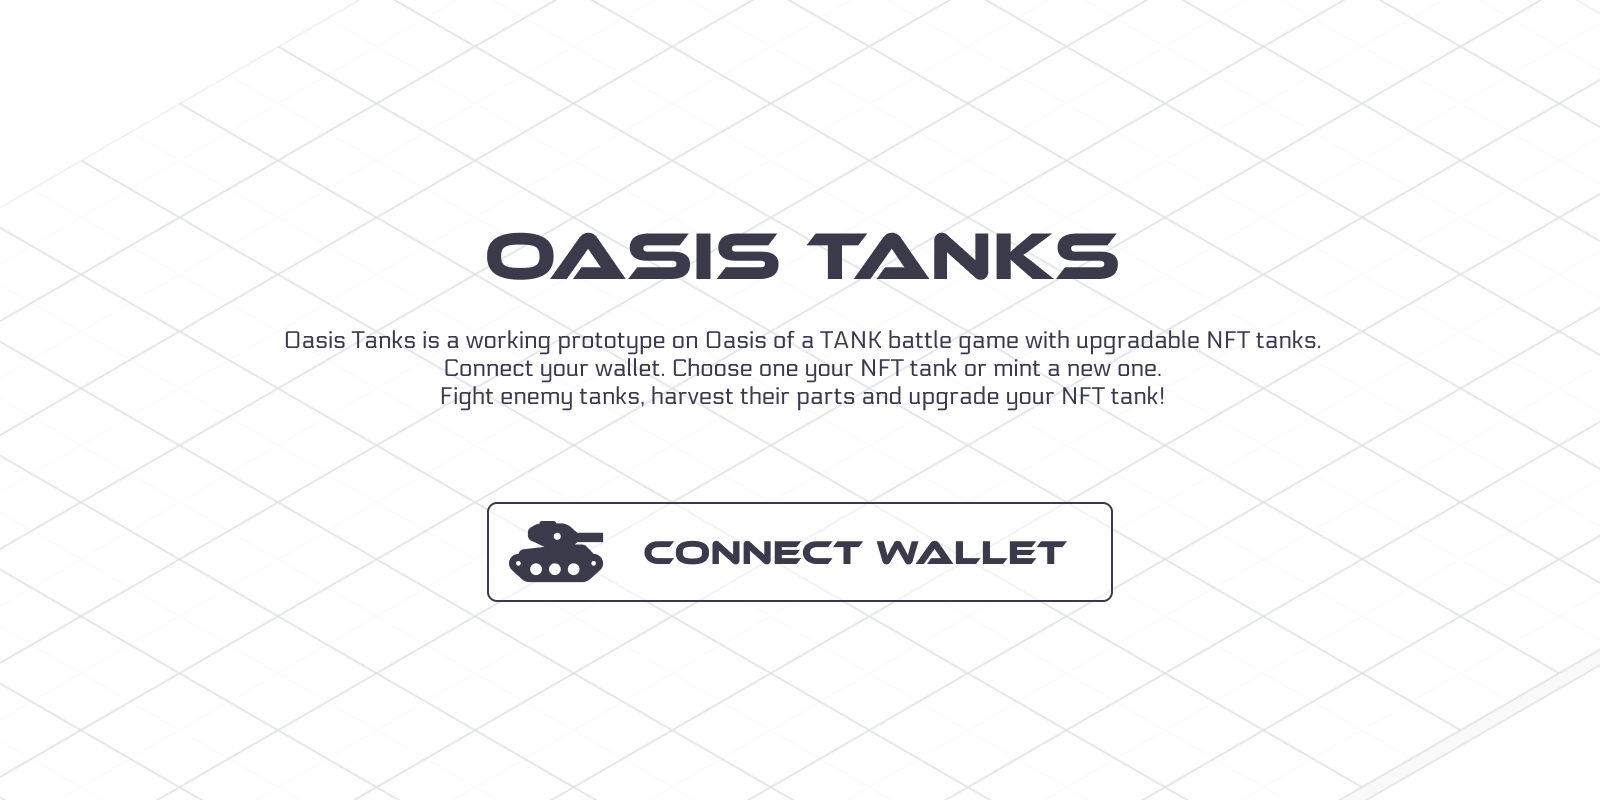 OASIS TANKS
Oasis Tanks is a working prototype on Oasis of a TANK battle game with upgradable NFT tanks.
Connect your wallet. Choose one your NFT tank or mint a new one.
Fight enemy tanks, harvest their parts and upgrade your NFT tank!
CONNECT WALLET